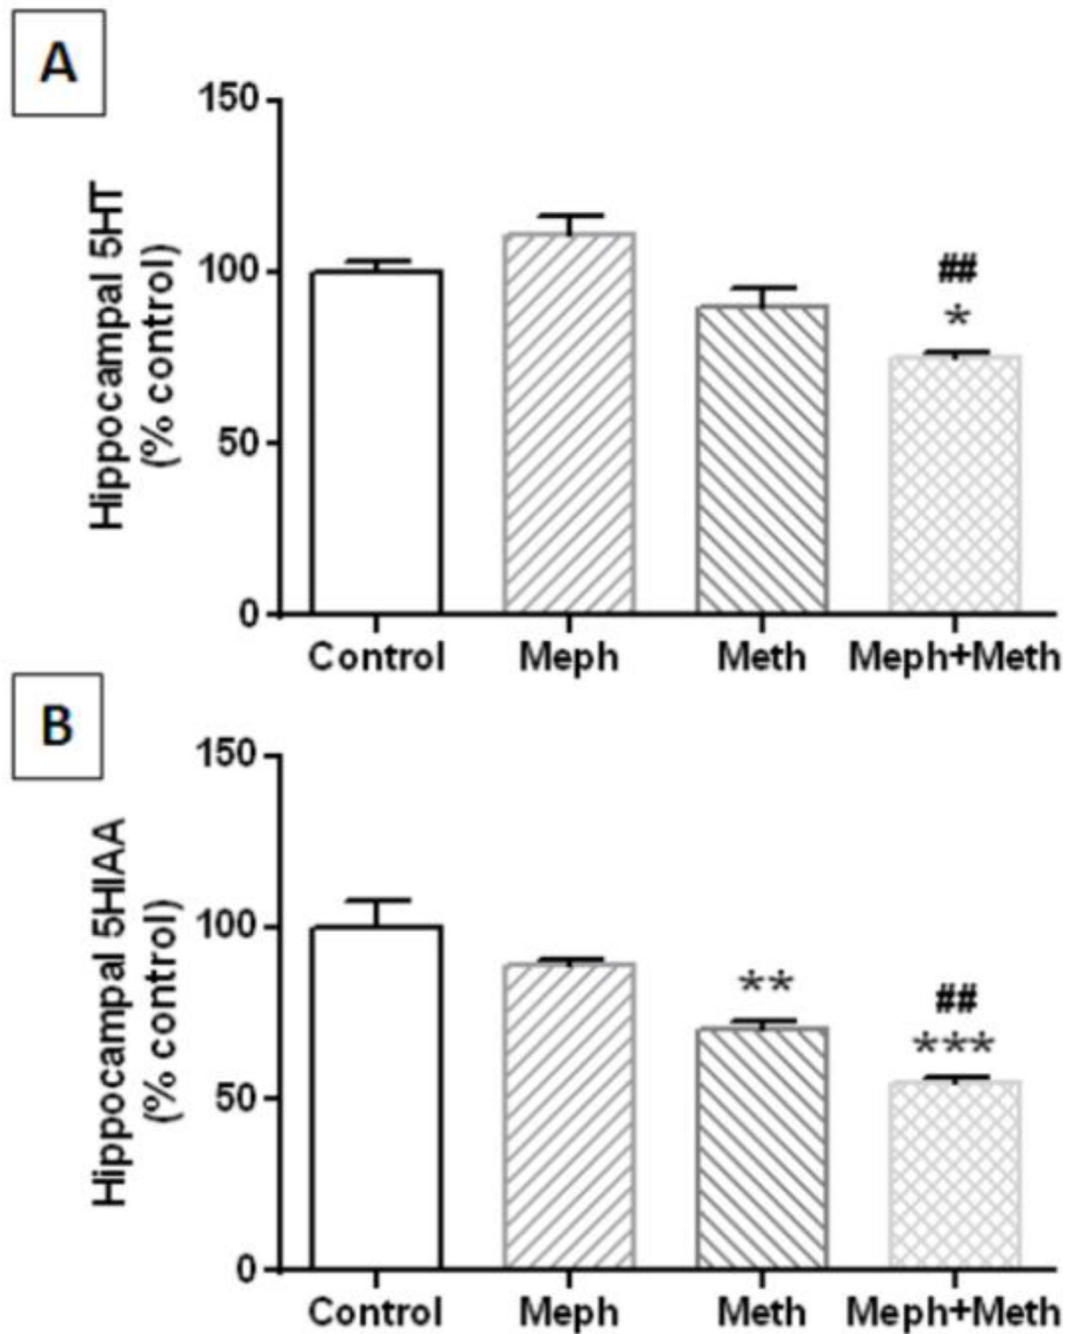 A
Hippocampal 5HT
(% control)
150
100
50
0
##
*
Control Meph Meth Meph+Meth
B
Hippocampal 5HIAA
(% control)
150
100
50
0
**
##
***
Control Meph Meth Meph+Meth